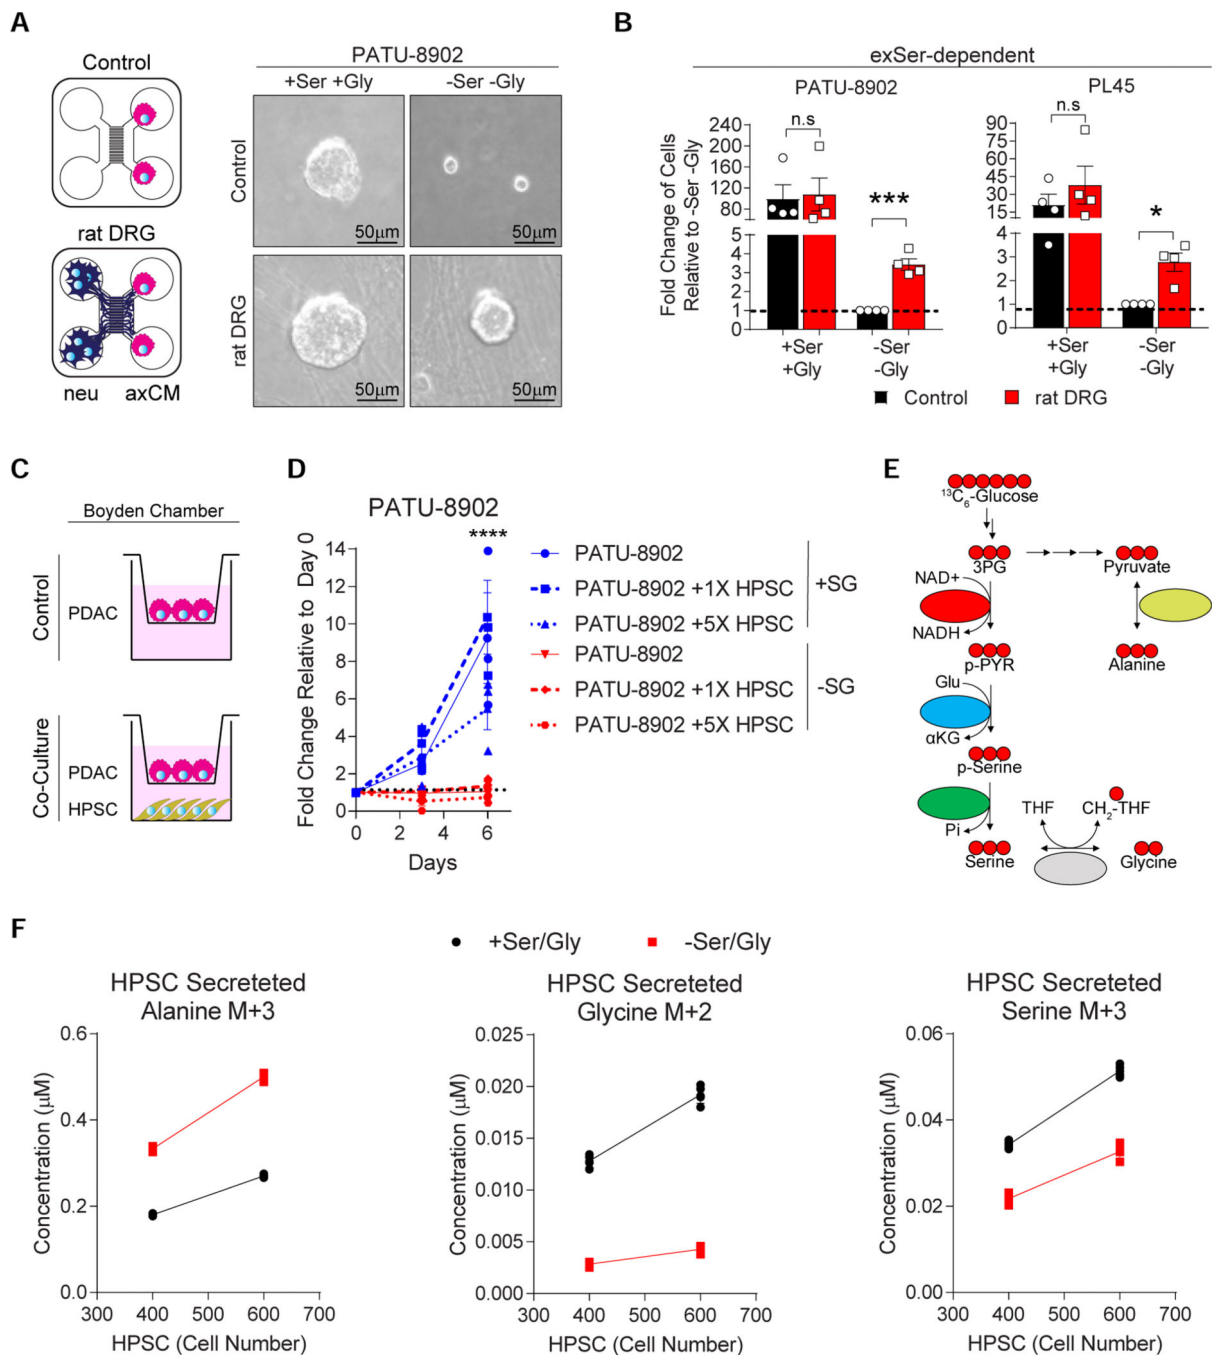 A
Control
rat DRG
neu axCM
PATU-8902
+Ser +Gly -Ser -Gly
Control
50μm 50μm
rat DRG
50μm 50μm
B
exSer-dependent
PATU-8902 PL45
Fold Change of Cells
Relative to -Ser -Gly
240
200
160
120
80
5
4
3
2
1
0
n.s
***
+Ser -Ser
+Gly -Gly
90
75
60
45
30
15
4
3
2
1
0
n.s
*
+Ser -Ser
+Gly -Gly
Control rat DRG
C
Boyden Chamber
Control
PDAC
Co-Culture
PDAC
HPSC
D
PATU-8902
****
Fold Change Relative to Day 0
14
12
10
8
6
4
2
0
0 2 4 6
Days
PATU-8902
PATU-8902 +1X HPSC
PATU-8902 +5X HPSC
+SG
PATU-8902
PATU-8902 +1X HPSC
PATU-8902 +5X HPSC
-SG
E
¹³C₆-Glucose
3PG Pyruvate
NAD+
NADH
p-PYR Alanine
Glu
αKG
p-Serine
THF CH₂-THF
Pi
Serine Glycine
F
+Ser/Gly -Ser/Gly
HPSC Secreteted
Alanine M+3
Concentration (μM)
0.6
0.4
0.2
0.0
300 400 500 600 700
HPSC (Cell Number)
HPSC Secreteted
Glycine M+2
Concentration (μM)
0.025
0.020
0.015
0.010
0.005
0.000
300 400 500 600 700
HPSC (Cell Number)
HPSC Secreteted
Serine M+3
Concentration (μM)
0.06
0.04
0.02
0.00
300 400 500 600 700
HPSC (Cell Number)